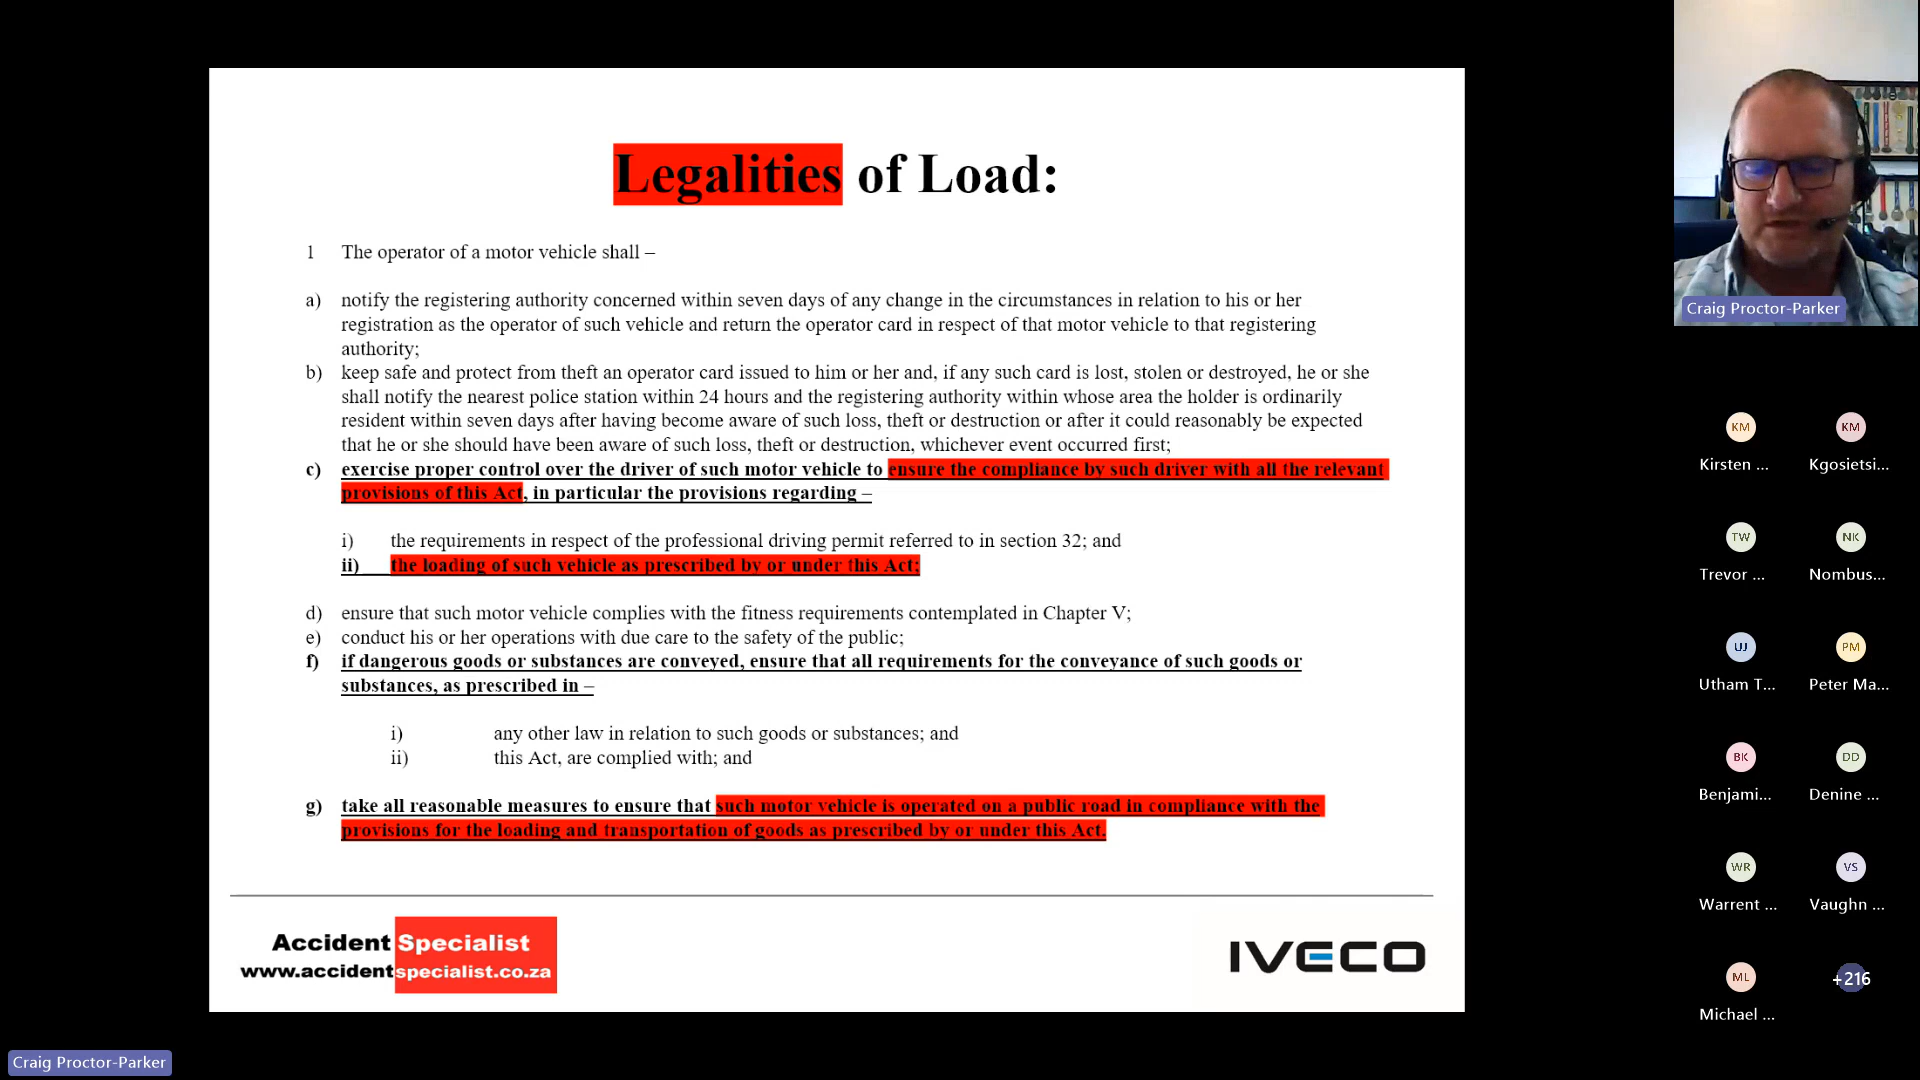 Legalities of Load:
1 The operator of a motor vehicle shall –
a) notify the registering authority concerned within seven days of any change in the circumstances in relation to his or her
registration as the operator of such vehicle and return the operator card in respect of that motor vehicle to that registering
authority;
b) keep safe and protect from theft an operator card issued to him or her and, if any such card is lost, stolen or destroyed, he or she
shall notify the nearest police station within 24 hours and the registering authority within whose area the holder is ordinarily
resident within seven days after having become aware of such loss, theft or destruction or after it could reasonably be expected
that he or she should have been aware of such loss, theft or destruction, whichever event occurred first;
c) exercise proper control over the driver of such motor vehicle to ensure the compliance by such driver with all the relevant
provisions of this Act, in particular the provisions regarding –
i) the requirements in respect of the professional driving permit referred to in section 32; and
ii) the loading of such vehicle as prescribed by or under this Act;
d) ensure that such motor vehicle complies with the fitness requirements contemplated in Chapter V;
e) conduct his or her operations with due care to the safety of the public;
f) if dangerous goods or substances are conveyed, ensure that all requirements for the conveyance of such goods or
substances, as prescribed in –
i) any other law in relation to such goods or substances; and
ii) this Act, are complied with; and
g) take all reasonable measures to ensure that such motor vehicle is operated on a public road in compliance with the
provisions for the loading and transportation of goods as prescribed by or under this Act.
Accident Specialist
www.accidentspecialist.co.za
IVECO
Craig Proctor-Parker
KM KM
Kirsten ... Kgosietsi...
TW NK
Trevor ... Nombus...
UJ PM
Utham T... Peter Ma...
BK DD
Benjami... Denine ...
WR VS
Warrent ... Vaughn ...
ML +216
Michael ...
Craig Proctor-Parker